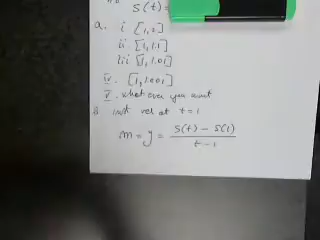 S(t)=
a. i [1,2]
ii [1,1.1]
iii [1,1.01]
iv. [1,1.001]
v. whatever you want
inst vel at t=1
m = y = S(t) - S(1) / t - 1